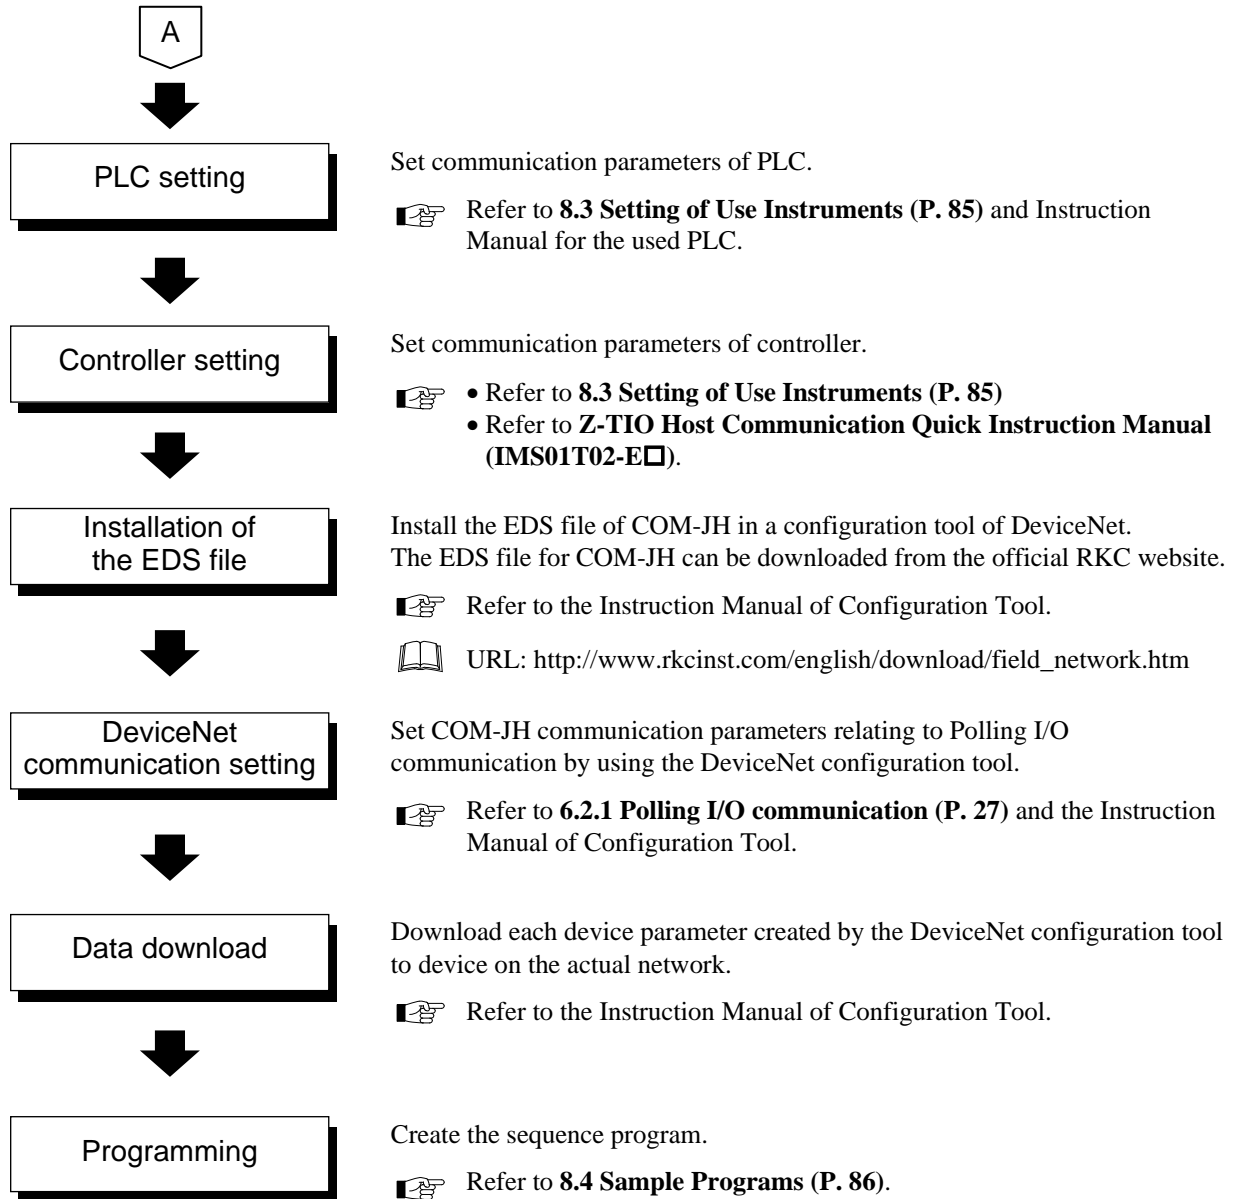 A
PLC setting
Set communication parameters of PLC.
Refer to 8.3 Setting of Use Instruments (P. 85) and Instruction
Manual for the used PLC.
Controller setting
Set communication parameters of controller.
• Refer to 8.3 Setting of Use Instruments (P. 85)
• Refer to Z-TIO Host Communication Quick Instruction Manual
(IMS01T02-E□).
Installation of
the EDS file
Install the EDS file of COM-JH in a configuration tool of DeviceNet.
The EDS file for COM-JH can be downloaded from the official RKC website.
Refer to the Instruction Manual of Configuration Tool.
URL: http://www.rkcinst.com/english/download/field_network.htm
DeviceNet
communication setting
Set COM-JH communication parameters relating to Polling I/O
communication by using the DeviceNet configuration tool.
Refer to 6.2.1 Polling I/O communication (P. 27) and the Instruction
Manual of Configuration Tool.
Data download
Download each device parameter created by the DeviceNet configuration tool
to device on the actual network.
Refer to the Instruction Manual of Configuration Tool.
Programming
Create the sequence program.
Refer to 8.4 Sample Programs (P. 86).